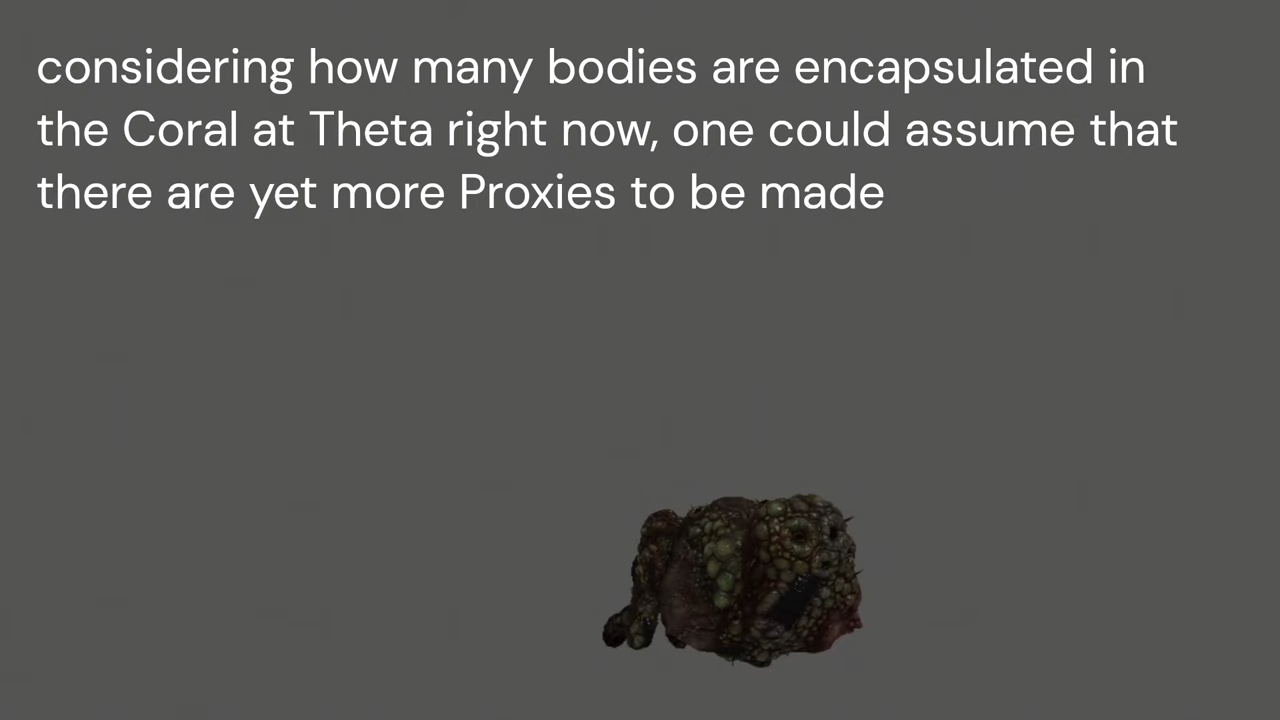 considering how many bodies are encapsulated in
the Coral at Theta right now, one could assume that
there are yet more Proxies to be made